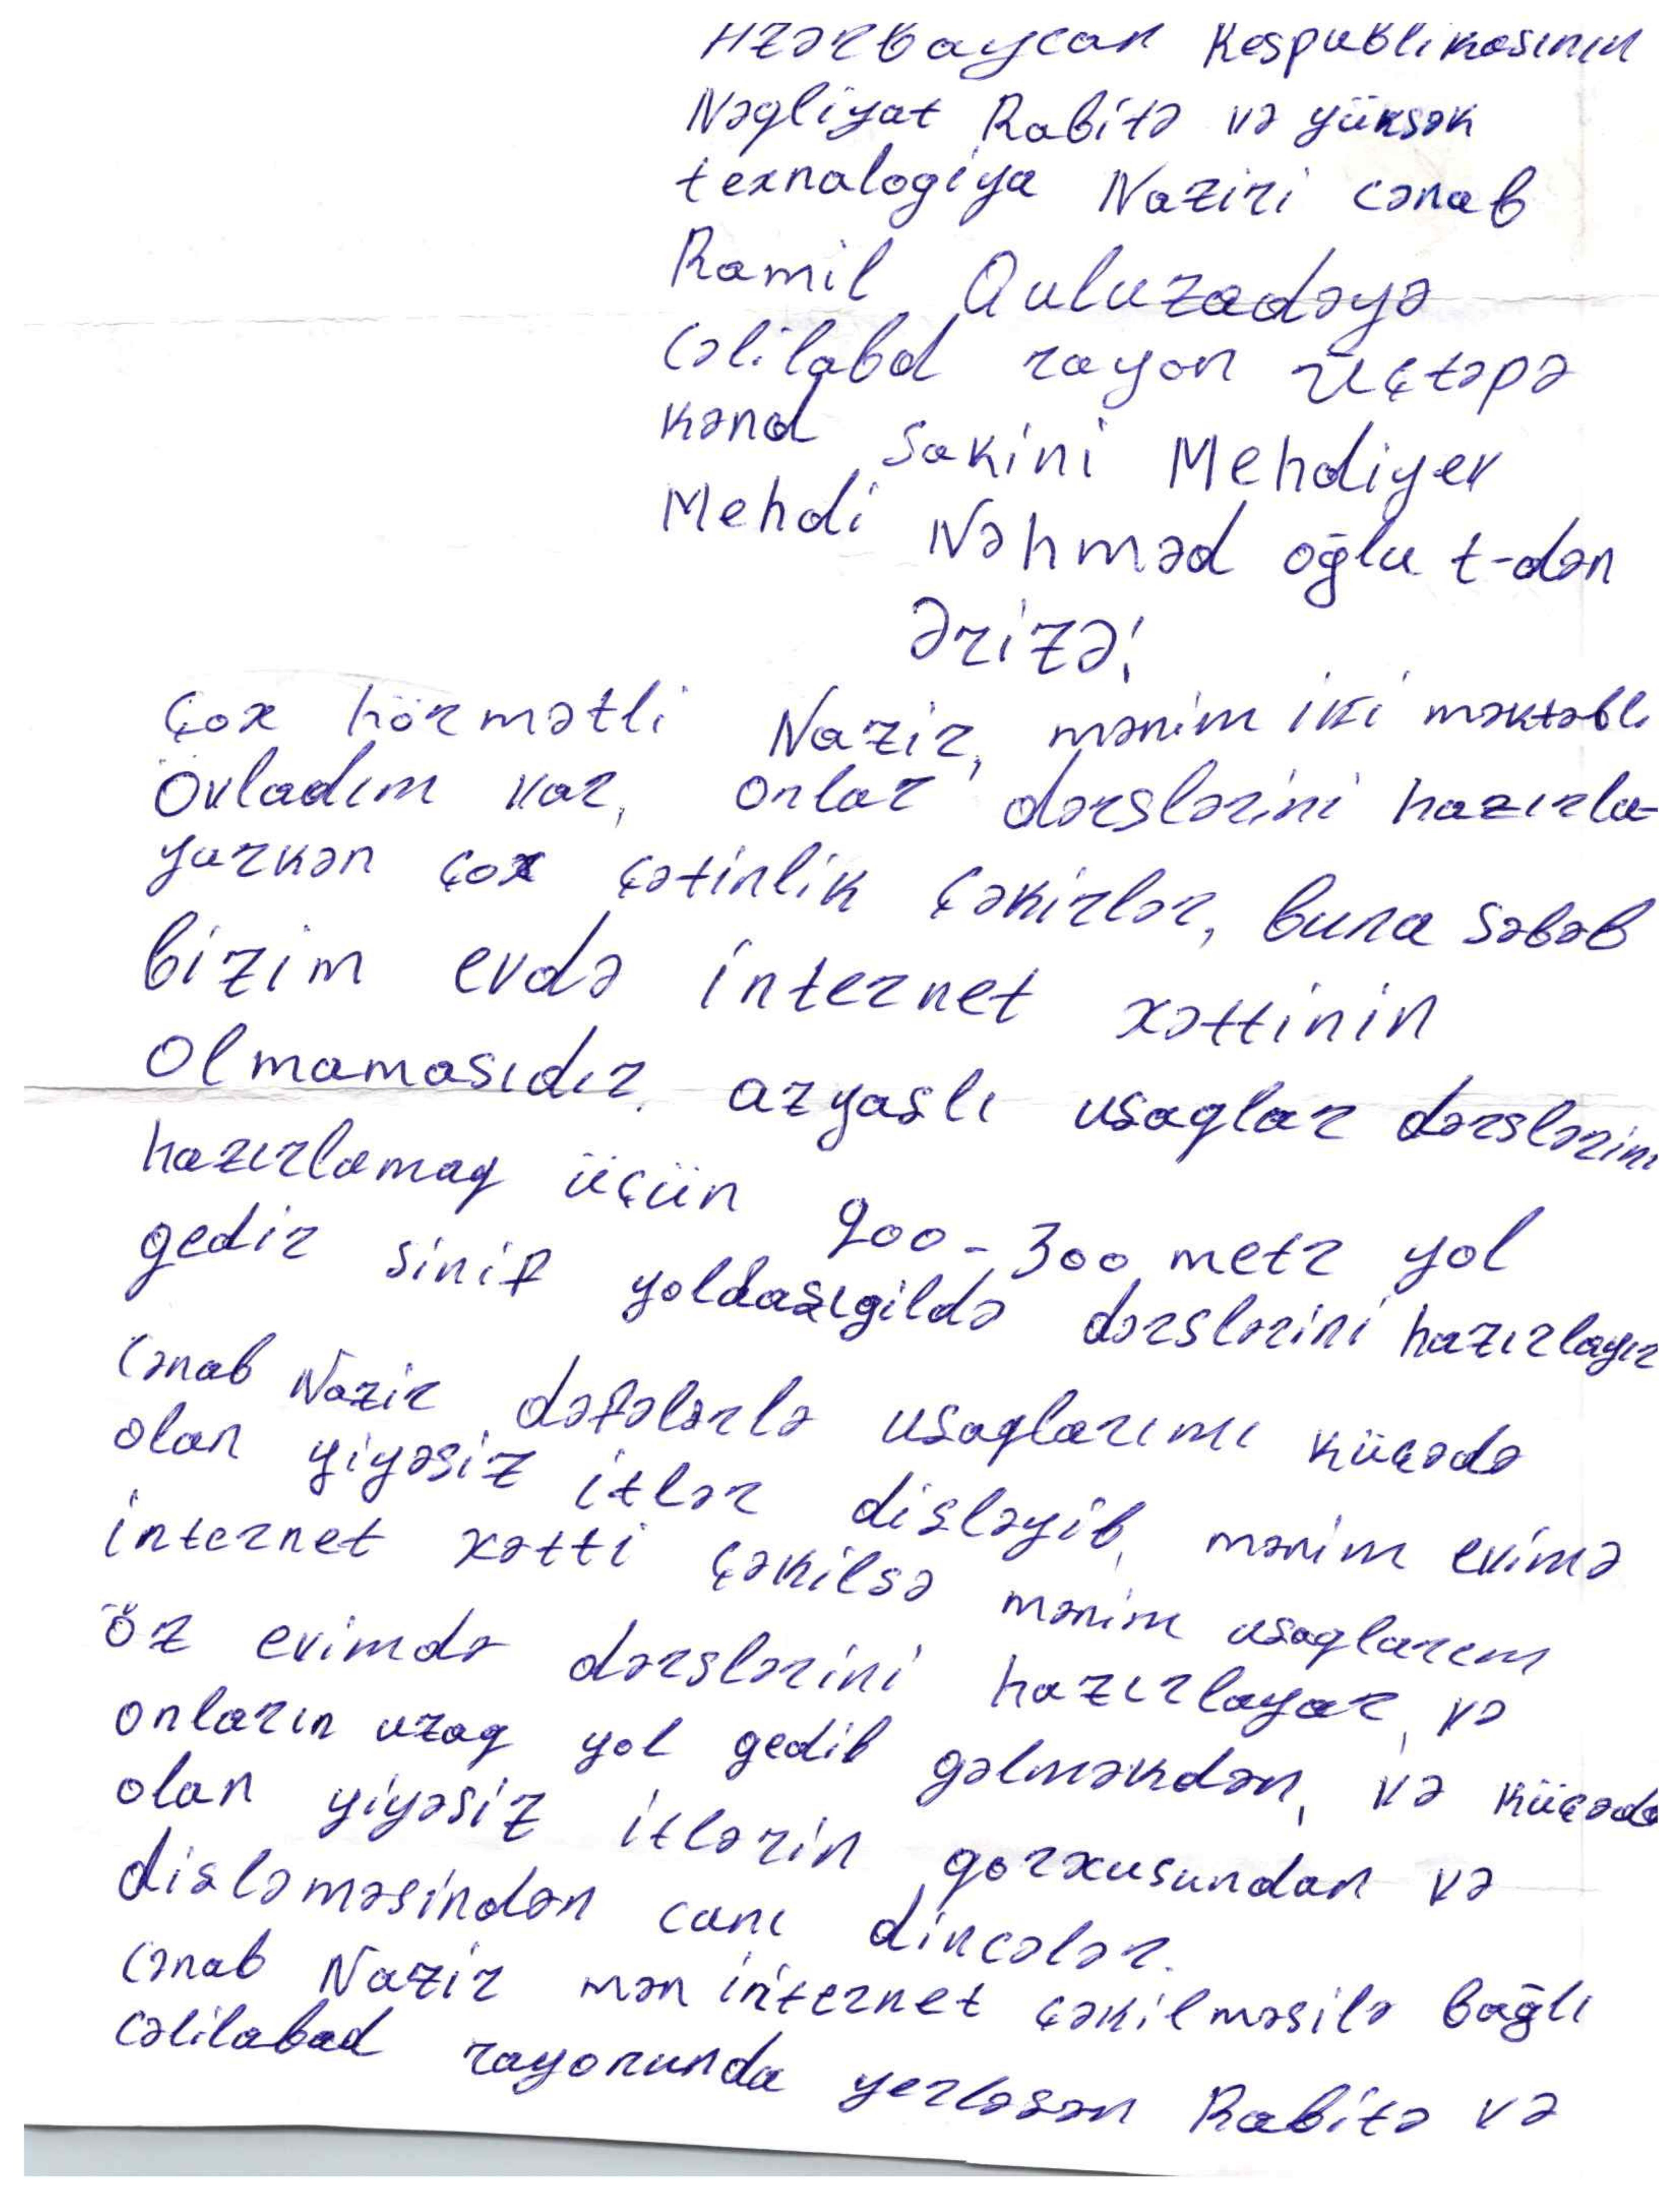 Azərbaycan Respublikasının
Nəqliyat Rabitə və yüksək
texnalogiya Naziri cənab
Ramil Quluzadəyə
Cəlilabd rayon Üçtəpə
kənd sakini Mehdiyev
Mehdi Nəhməd oğlu t-dən
Ərizə!
Çox hörmətli Nazir, mənim iki məktəbli
övladım var, onlar dərslərini hazırla-
yarkən çox çətinlik çəkirlər, buna səbəb
bizim evdə internet xəttinin
olmamasıdır. azyaşlı uşaqlar dərslərini
hazırlamaq üçün 200-300 metr yol
gedir sinif yoldaşıgildə dərslərini hazırlayır
Cənab Nazir dəfələrlə uşaqlarımı küçədə
olan yiyəsiz itlər dişləyib, mənim evimə
internet xətti çəkilsə mənim uşaqlarım
öz evimdə dərslərini hazırlayar, və
onların uzaq yol gedib gəlməkdən, və küçədə
olan yiyəsiz itlərin qorxusundan və
dişləməsindən canı dincələr.
Cənab Nazir mən internet çəkilməsilə bağlı
Cəlilabad rayonunda yerləşən Rabitə və